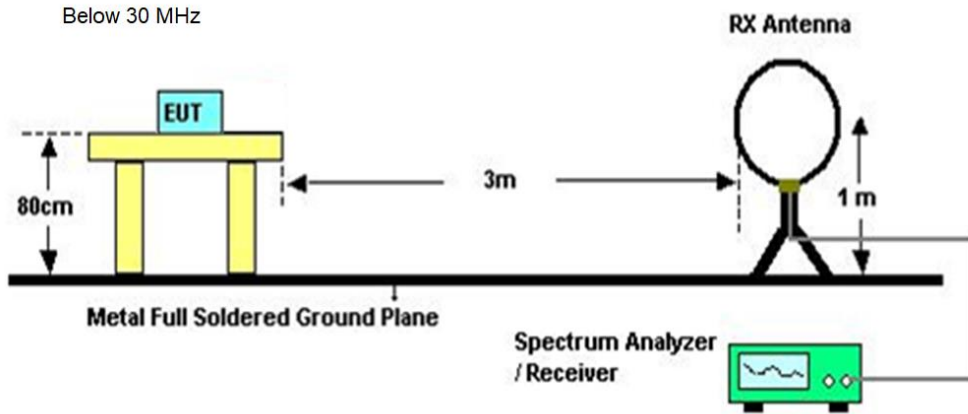 Below 30 MHz
RX Antenna
EUT
80cm
3m
1 m
Metal Full Soldered Ground Plane
Spectrum Analyzer
/ Receiver